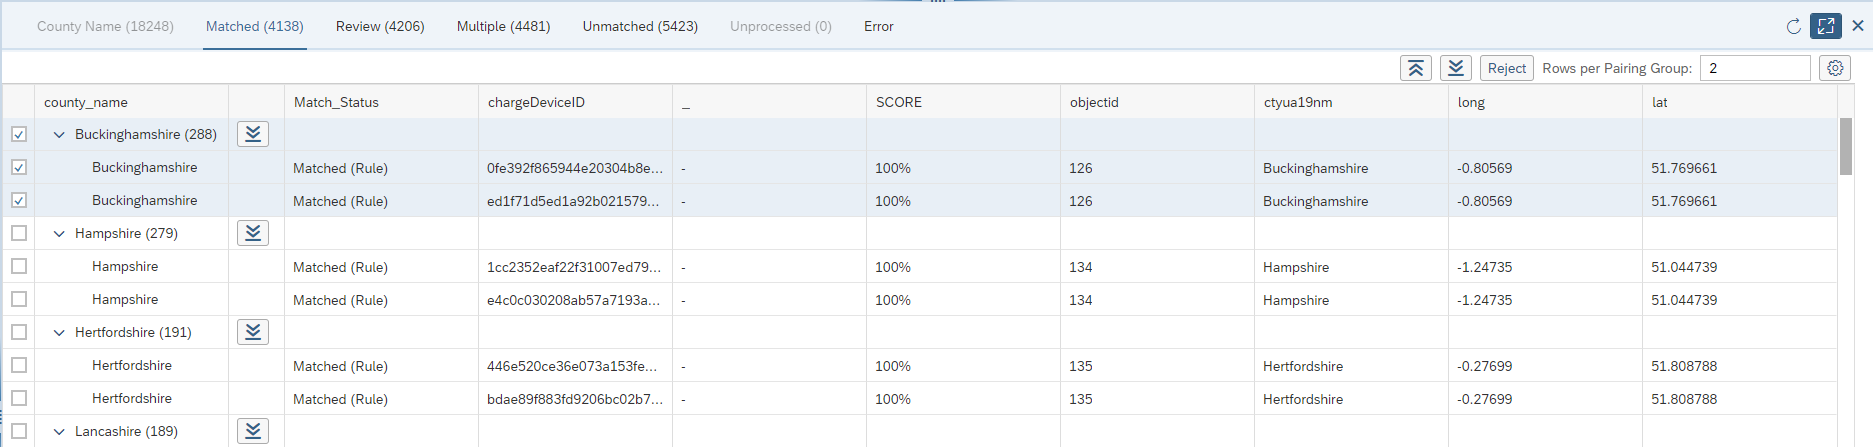 County Name (18248) Matched (4138) Review (4206) Multiple (4481) Unmatched (5423) Unprocessed (0) Error
Reject Rows per Pairing Group: 2
county_name Match_Status chargeDeviceID _ SCORE objectid ctyua19nm long lat
Buckinghamshire (288)
Buckinghamshire Matched (Rule) 0fe392f865944e20304b8e... - 100% 126 Buckinghamshire -0.80569 51.769661
Buckinghamshire Matched (Rule) ed1f71d5ed1a92b021579... - 100% 126 Buckinghamshire -0.80569 51.769661
Hampshire (279)
Hampshire Matched (Rule) 1cc2352eaf22f31007ed79... - 100% 134 Hampshire -1.24735 51.044739
Hampshire Matched (Rule) e4c0c030208ab57a7193a... - 100% 134 Hampshire -1.24735 51.044739
Hertfordshire (191)
Hertfordshire Matched (Rule) 446e520ce36e073a153fe... - 100% 135 Hertfordshire -0.27699 51.808788
Hertfordshire Matched (Rule) bdae89f883fd9206bc02b7... - 100% 135 Hertfordshire -0.27699 51.808788
Lancashire (189)